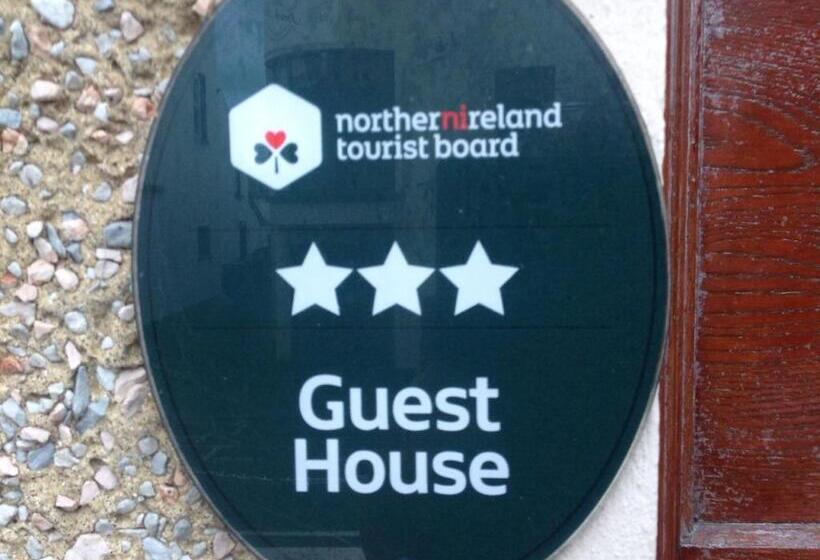 northernireland
tourist board
Guest
House